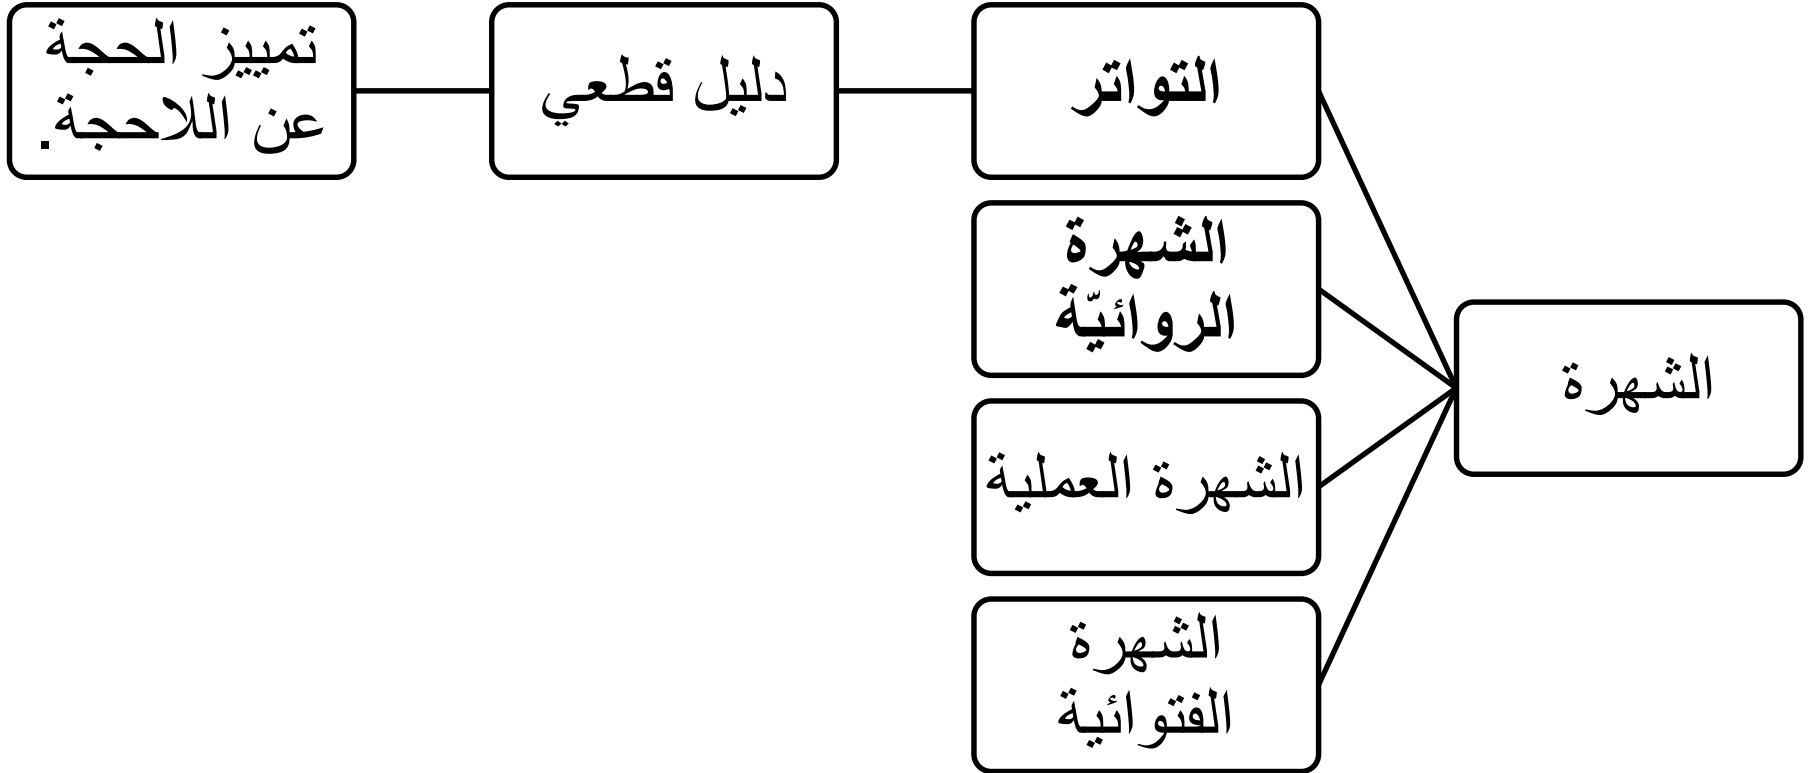 الشهرة
التواتر
دليل قطعي
تمييز الحجة
عن اللاحجة.
الشهرة
الروائيّة
الشهرة العملية
الشهرة
الفتوائية